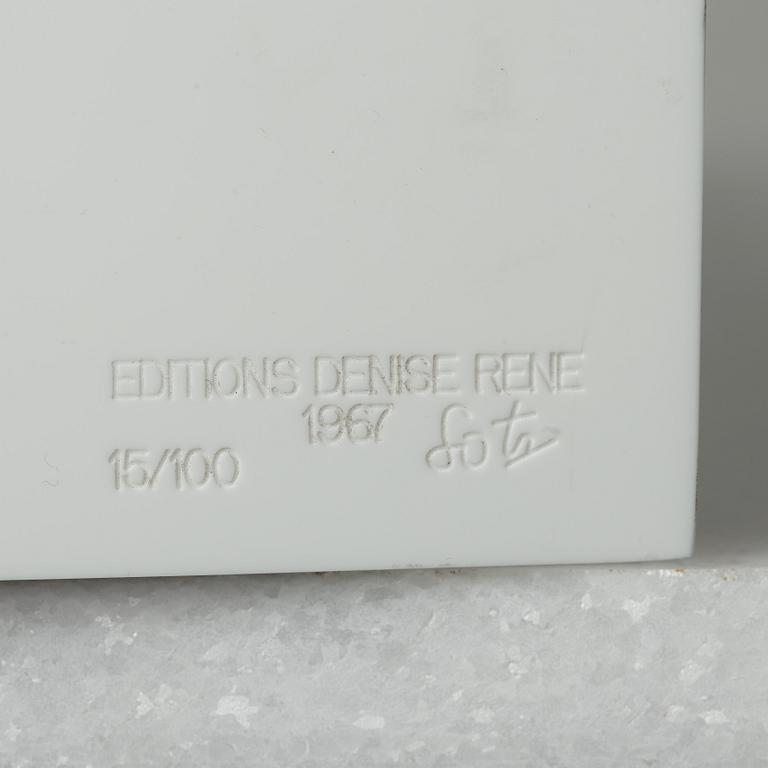 EDITIONS DENISE RENE
1967
15/100 Soto